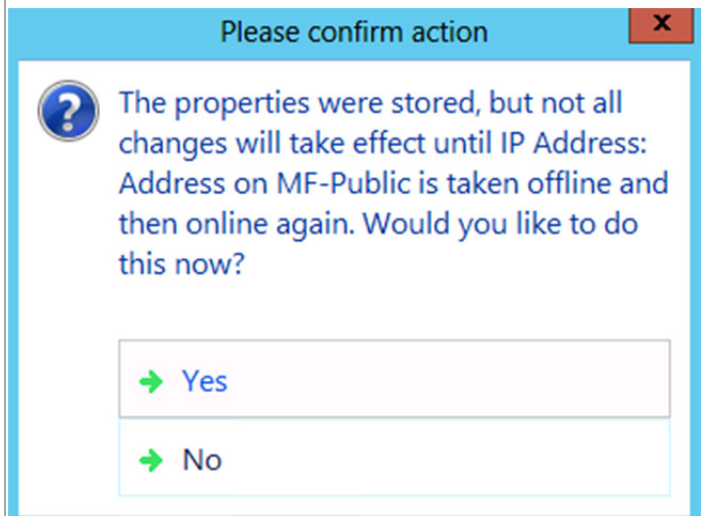 Please confirm action
x
The properties were stored, but not all
changes will take effect until IP Address:
Address on MF-Public is taken offline and
then online again. Would you like to do
this now?
Yes
No